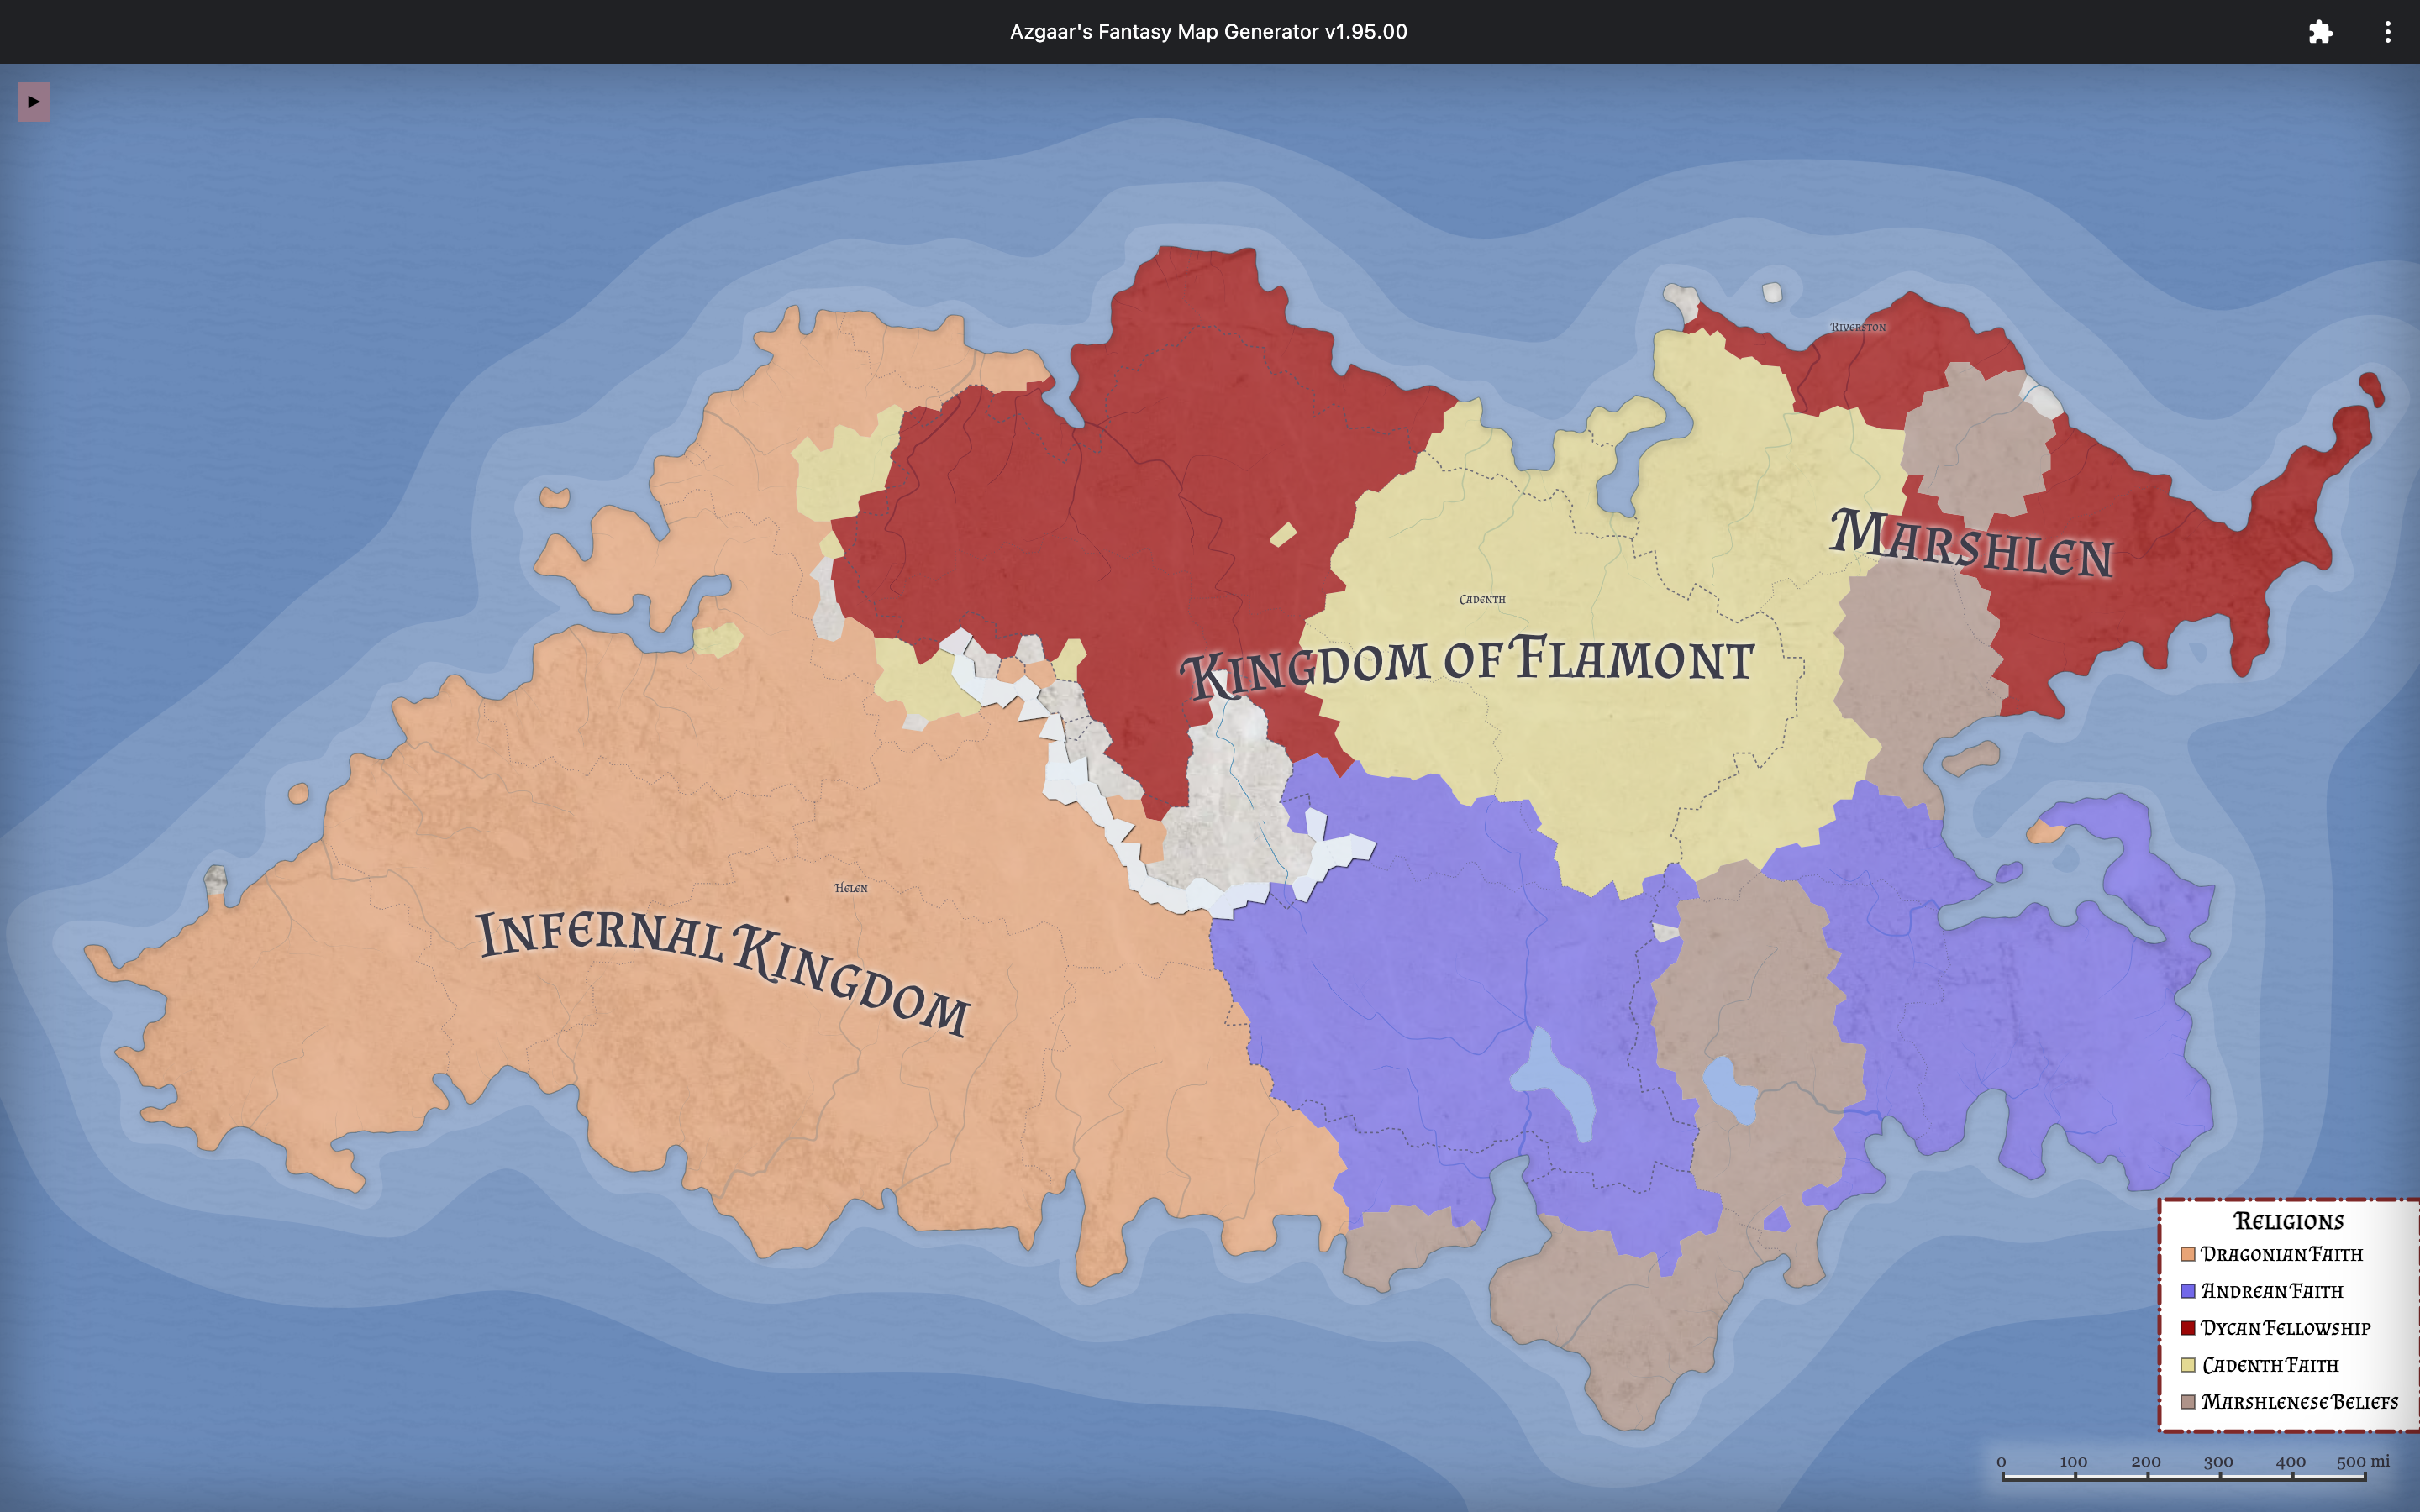 Azgaar's Fantasy Map Generator v1.95.00
Riverston
Marshlen
Cadenth
Kingdom of Flamont
Helen
Infernal Kingdom
Religions
Dragonian Faith
Andrean Faith
Dycan Fellowship
Cadenth Faith
Marshlenese Beliefs
0 100 200 300 400 500 mi